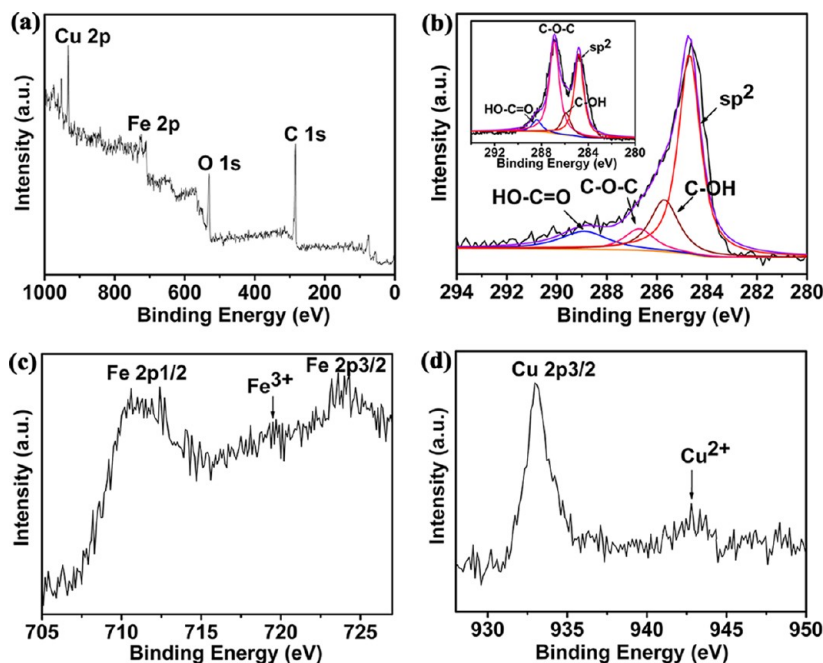 (a)
Cu 2p
Fe 2p
O 1s
C 1s
Intensity (a.u.)
1000 800 600 400 200 0
Binding Energy (eV)
(b)
C-O-C
sp2
HO-C=O
C-OH
292 288 284 280
Binding Energy (eV)
sp2
C-OH
C-O-C
HO-C=O
Intensity (a.u.)
294 292 290 288 286 284 282 280
Binding Energy (eV)
(c)
Fe 2p1/2
Fe3+
Fe 2p3/2
Intensity (a.u.)
705 710 715 720 725
Binding Energy (eV)
(d)
Cu 2p3/2
Cu2+
Intensity (a.u.)
930 935 940 945 950
Binding Energy (eV)